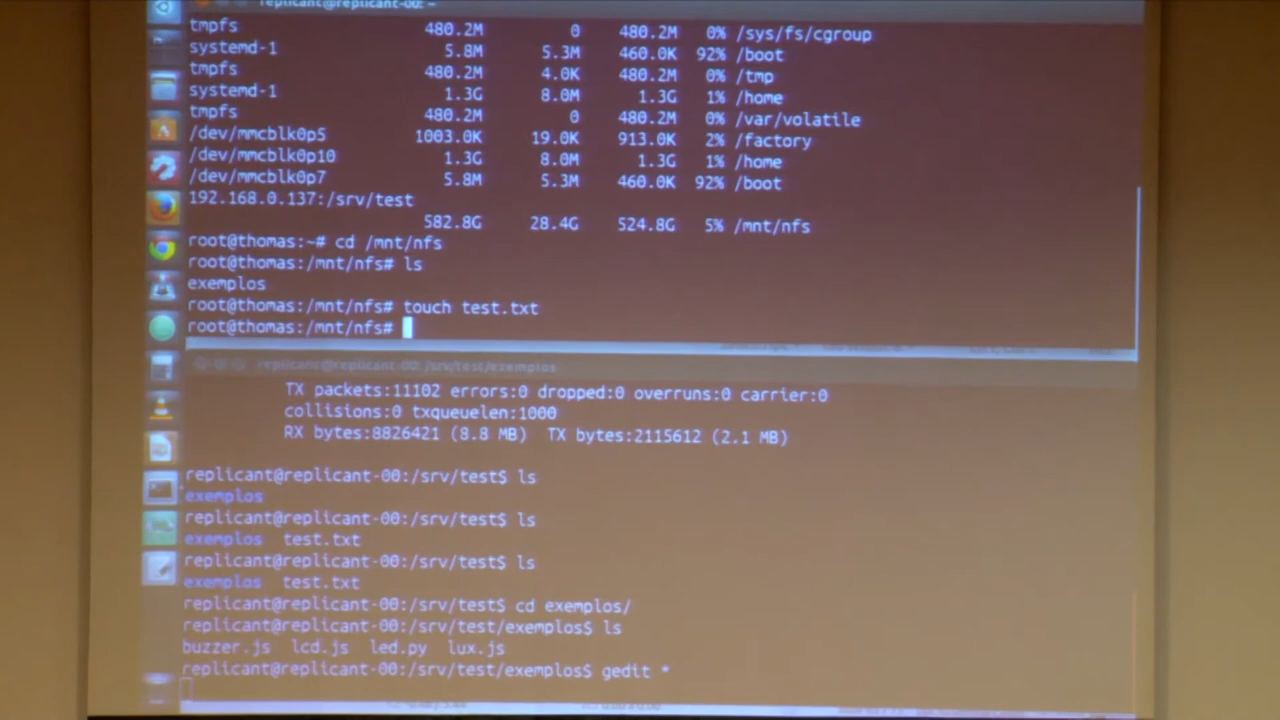 replicant@replicant-00: ~
tmpfs 480.2M 0 480.2M 0% /sys/fs/cgroup
systemd-1 5.8M 5.3M 460.0K 92% /boot
tmpfs 480.2M 4.0K 480.2M 0% /tmp
systemd-1 1.3G 8.0M 1.3G 1% /home
tmpfs 480.2M 0 480.2M 0% /var/volatile
/dev/mmcblk0p5 1003.0K 19.0K 913.0K 2% /factory
/dev/mmcblk0p10 1.3G 8.0M 1.3G 1% /home
/dev/mmcblk0p7 5.8M 5.3M 460.0K 92% /boot
192.168.0.137:/srv/test
582.8G 28.4G 524.8G 5% /mnt/nfs
root@thomas:~# cd /mnt/nfs
root@thomas:/mnt/nfs# ls
exemplos
root@thomas:/mnt/nfs# touch test.txt
root@thomas:/mnt/nfs#
replicant@replicant-00: /srv/test/exemplos
TX packets:11102 errors:0 dropped:0 overruns:0 carrier:0
collisions:0 txqueuelen:1000
RX bytes:8826421 (8.8 MB) TX bytes:2115612 (2.1 MB)
replicant@replicant-00:/srv/test$ ls
exemplos
replicant@replicant-00:/srv/test$ ls
exemplos test.txt
replicant@replicant-00:/srv/test$ ls
exemplos test.txt
replicant@replicant-00:/srv/test$ cd exemplos/
replicant@replicant-00:/srv/test/exemplos$ ls
buzzer.js lcd.js led.py lux.js
replicant@replicant-00:/srv/test/exemplos$ gedit *